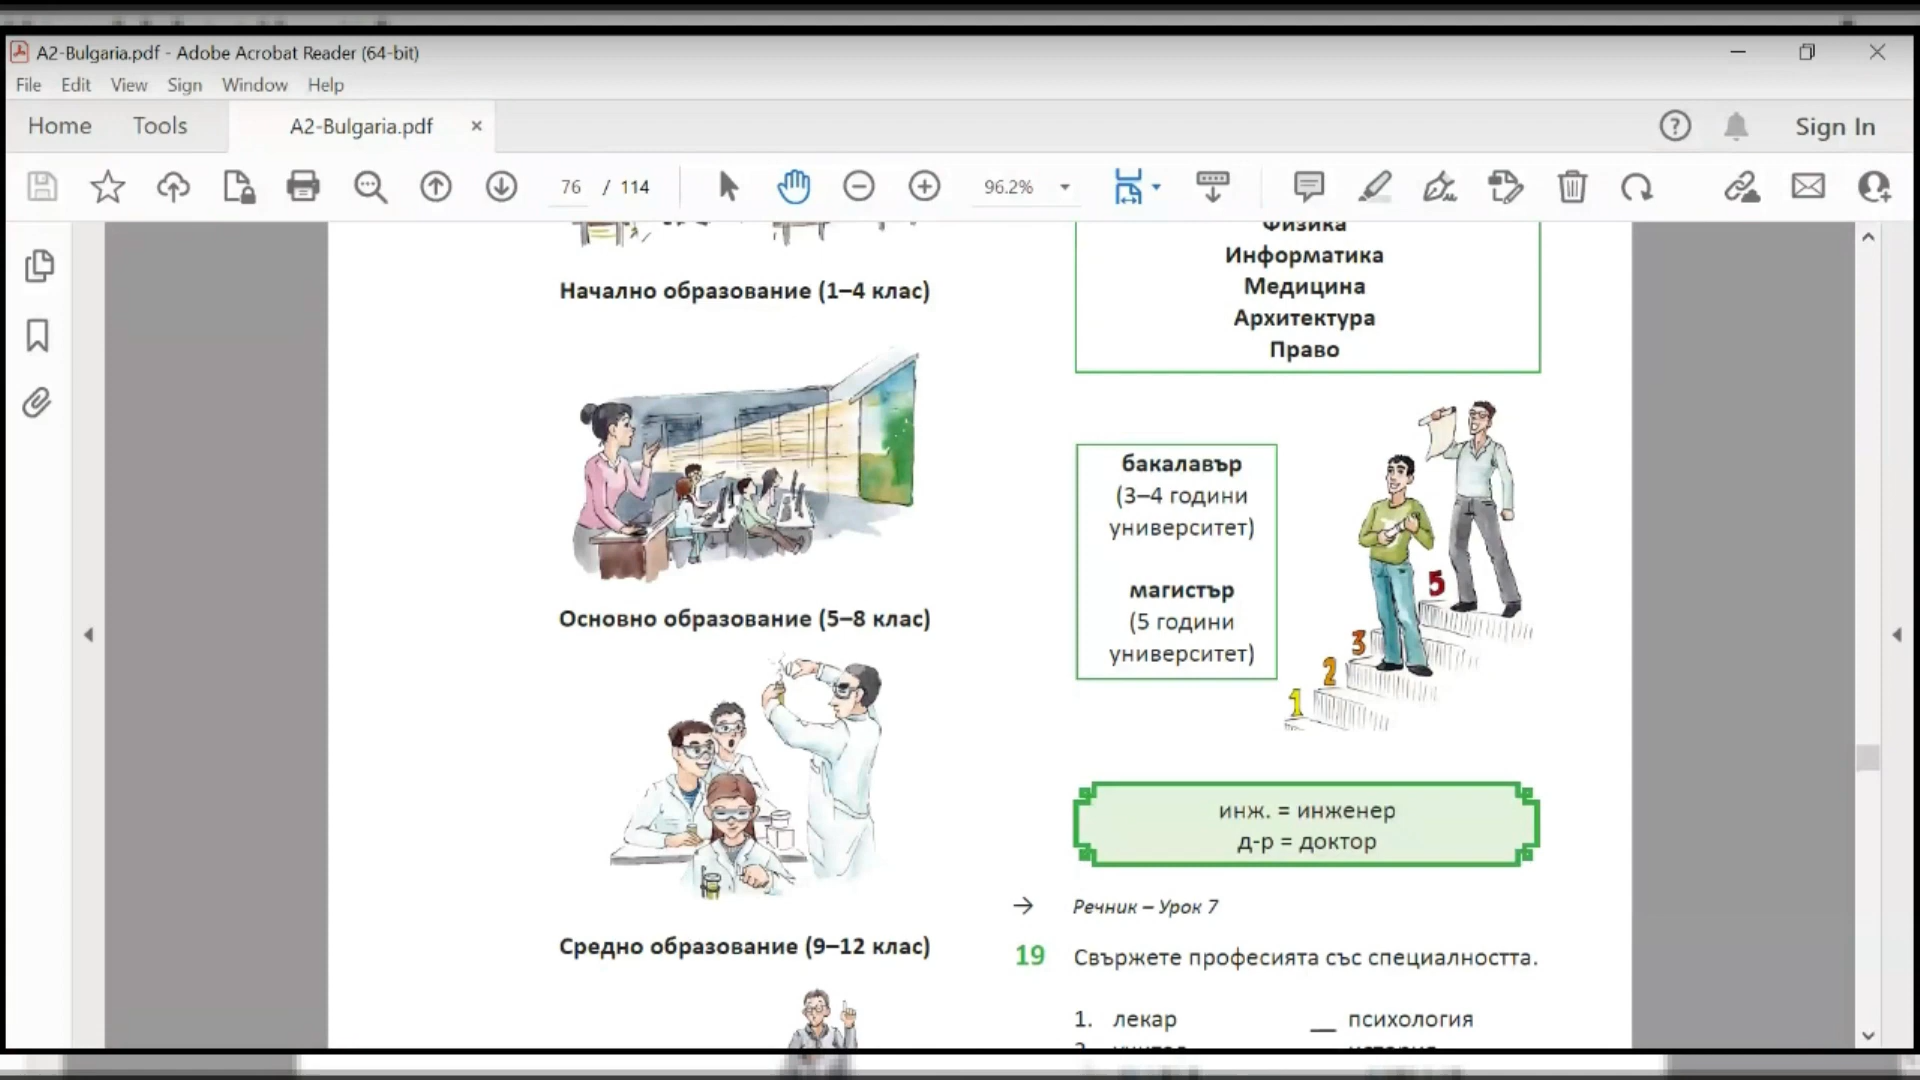 A2-Bulgaria.pdf - Adobe Acrobat Reader (64-bit)
File Edit View Sign Window Help
Home Tools A2-Bulgaria.pdf × Sign In
76 / 114 96.2%
Начално образование (1–4 клас)
Основно образование (5–8 клас)
Средно образование (9–12 клас)
Физика
Информатика
Медицина
Архитектура
Право
бакалавър
(3–4 години
университет)
магистър
(5 години
университет)
5
3
2
1
инж. = инженер
д-р = доктор
→ Речник – Урок 7
19 Свържете професията със специалността.
1. лекар __ психология